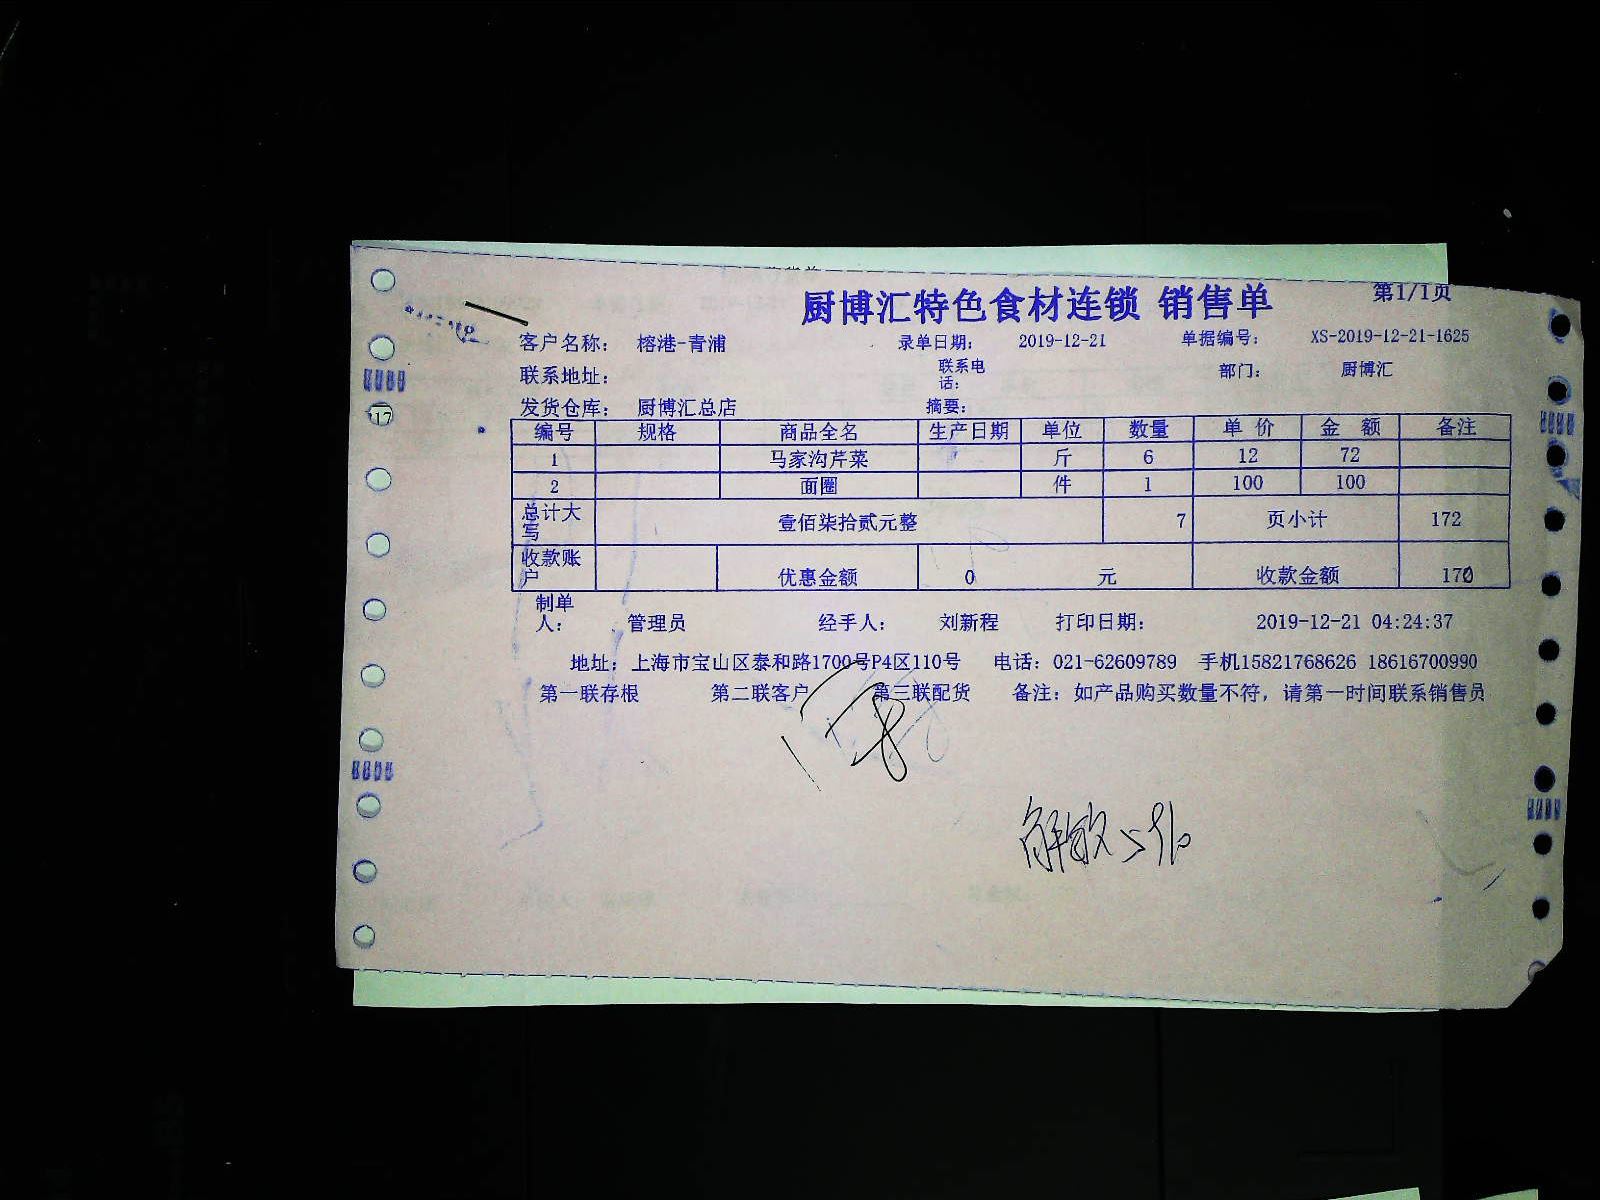 厨博汇特色食材连锁 销售单 第1/1页
客户名称： 榕港-青浦 录单日期： 2019-12-21 单据编号： XS-2019-12-21-1625
联系地址： 联系电话： 部门： 厨博汇
发货仓库： 厨博汇总店 摘要：
编号 规格 商品全名 生产日期 单位 数量 单 价 金 额 备注
1 马家沟芹菜 斤 6 12 72
2 面圈 件 1 100 100
总计大写 壹佰柒拾贰元整 7 页小计 172
收款账户 优惠金额 0 元 收款金额
制单人： 管理员 经手人： 刘新程 打印日期： 2019-12-21 04:24:37
地址：上海市宝山区泰和路1700号P4区110号 电话：021-62609789 手机15821768626 18616700990
第一联存根 第二联客户 第三联配货 备注：如产品购买数量不符，请第一时间联系销售员
17